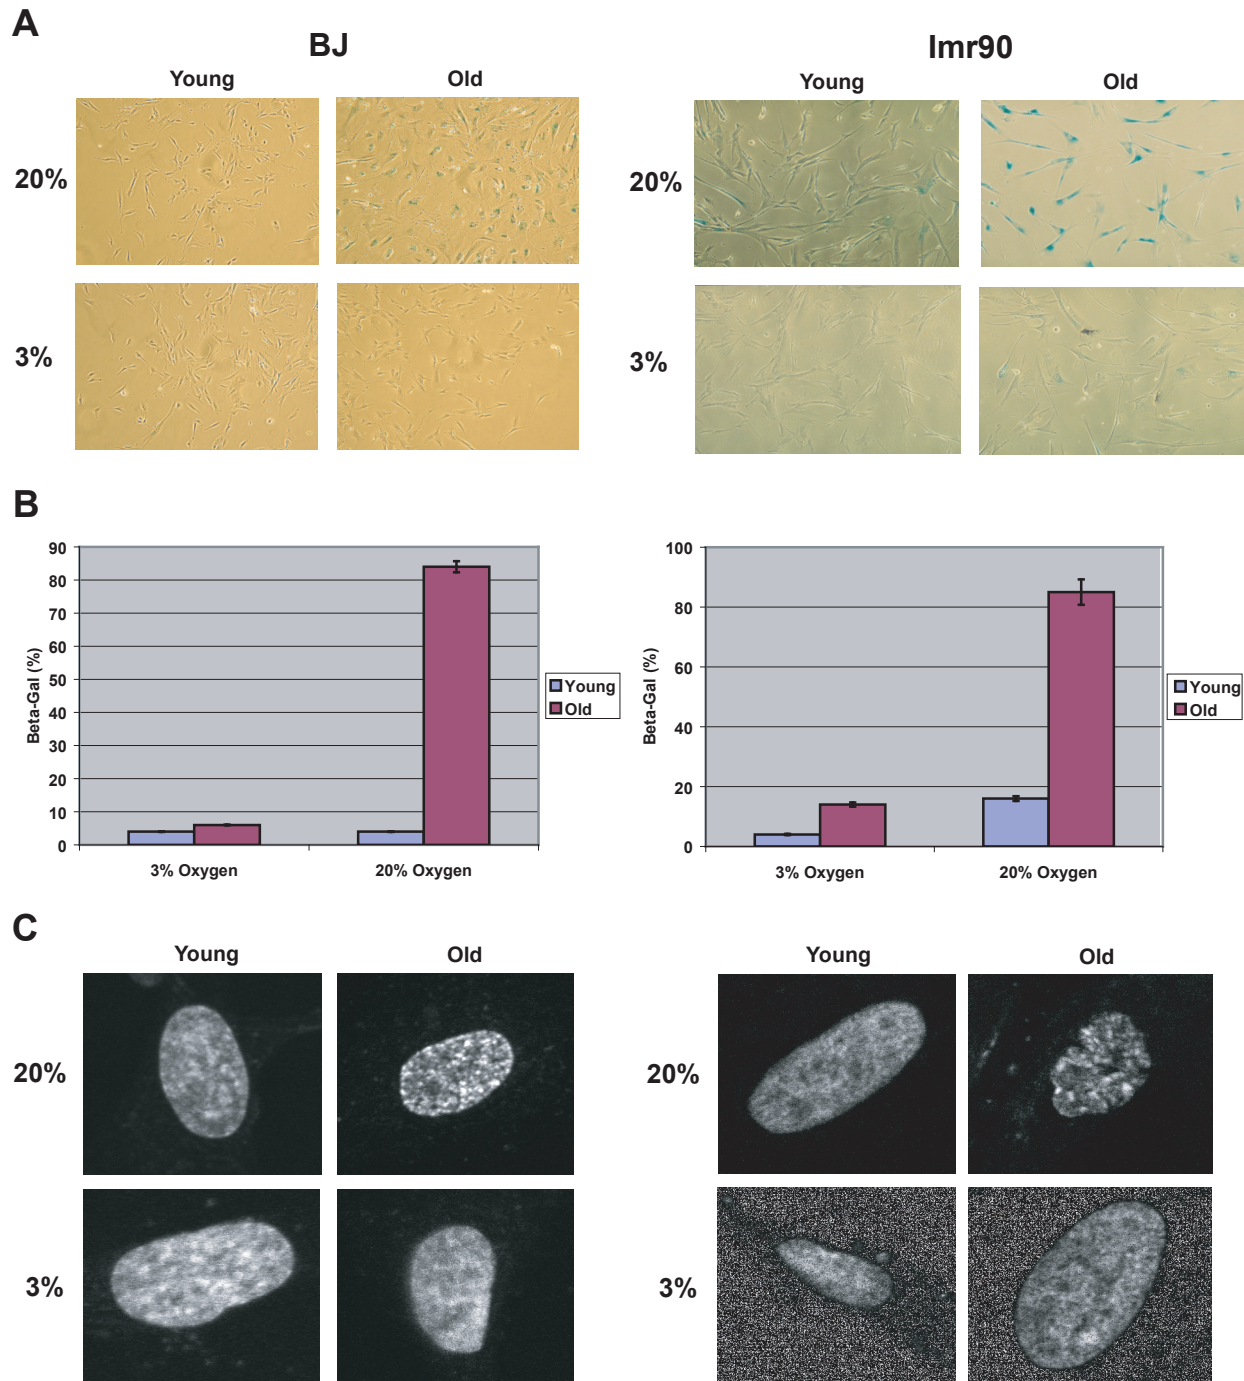 A
BJ
Imr90
Young
Old
Young
Old
20%
20%
3%
3%
B
90
80
70
60
50
40
30
20
10
0
Beta-Gal (%)
3% Oxygen
20% Oxygen
Young
Old
100
80
60
40
20
0
Beta-Gal (%)
3% Oxygen
20% Oxygen
Young
Old
C
Young
Old
Young
Old
20%
20%
3%
3%